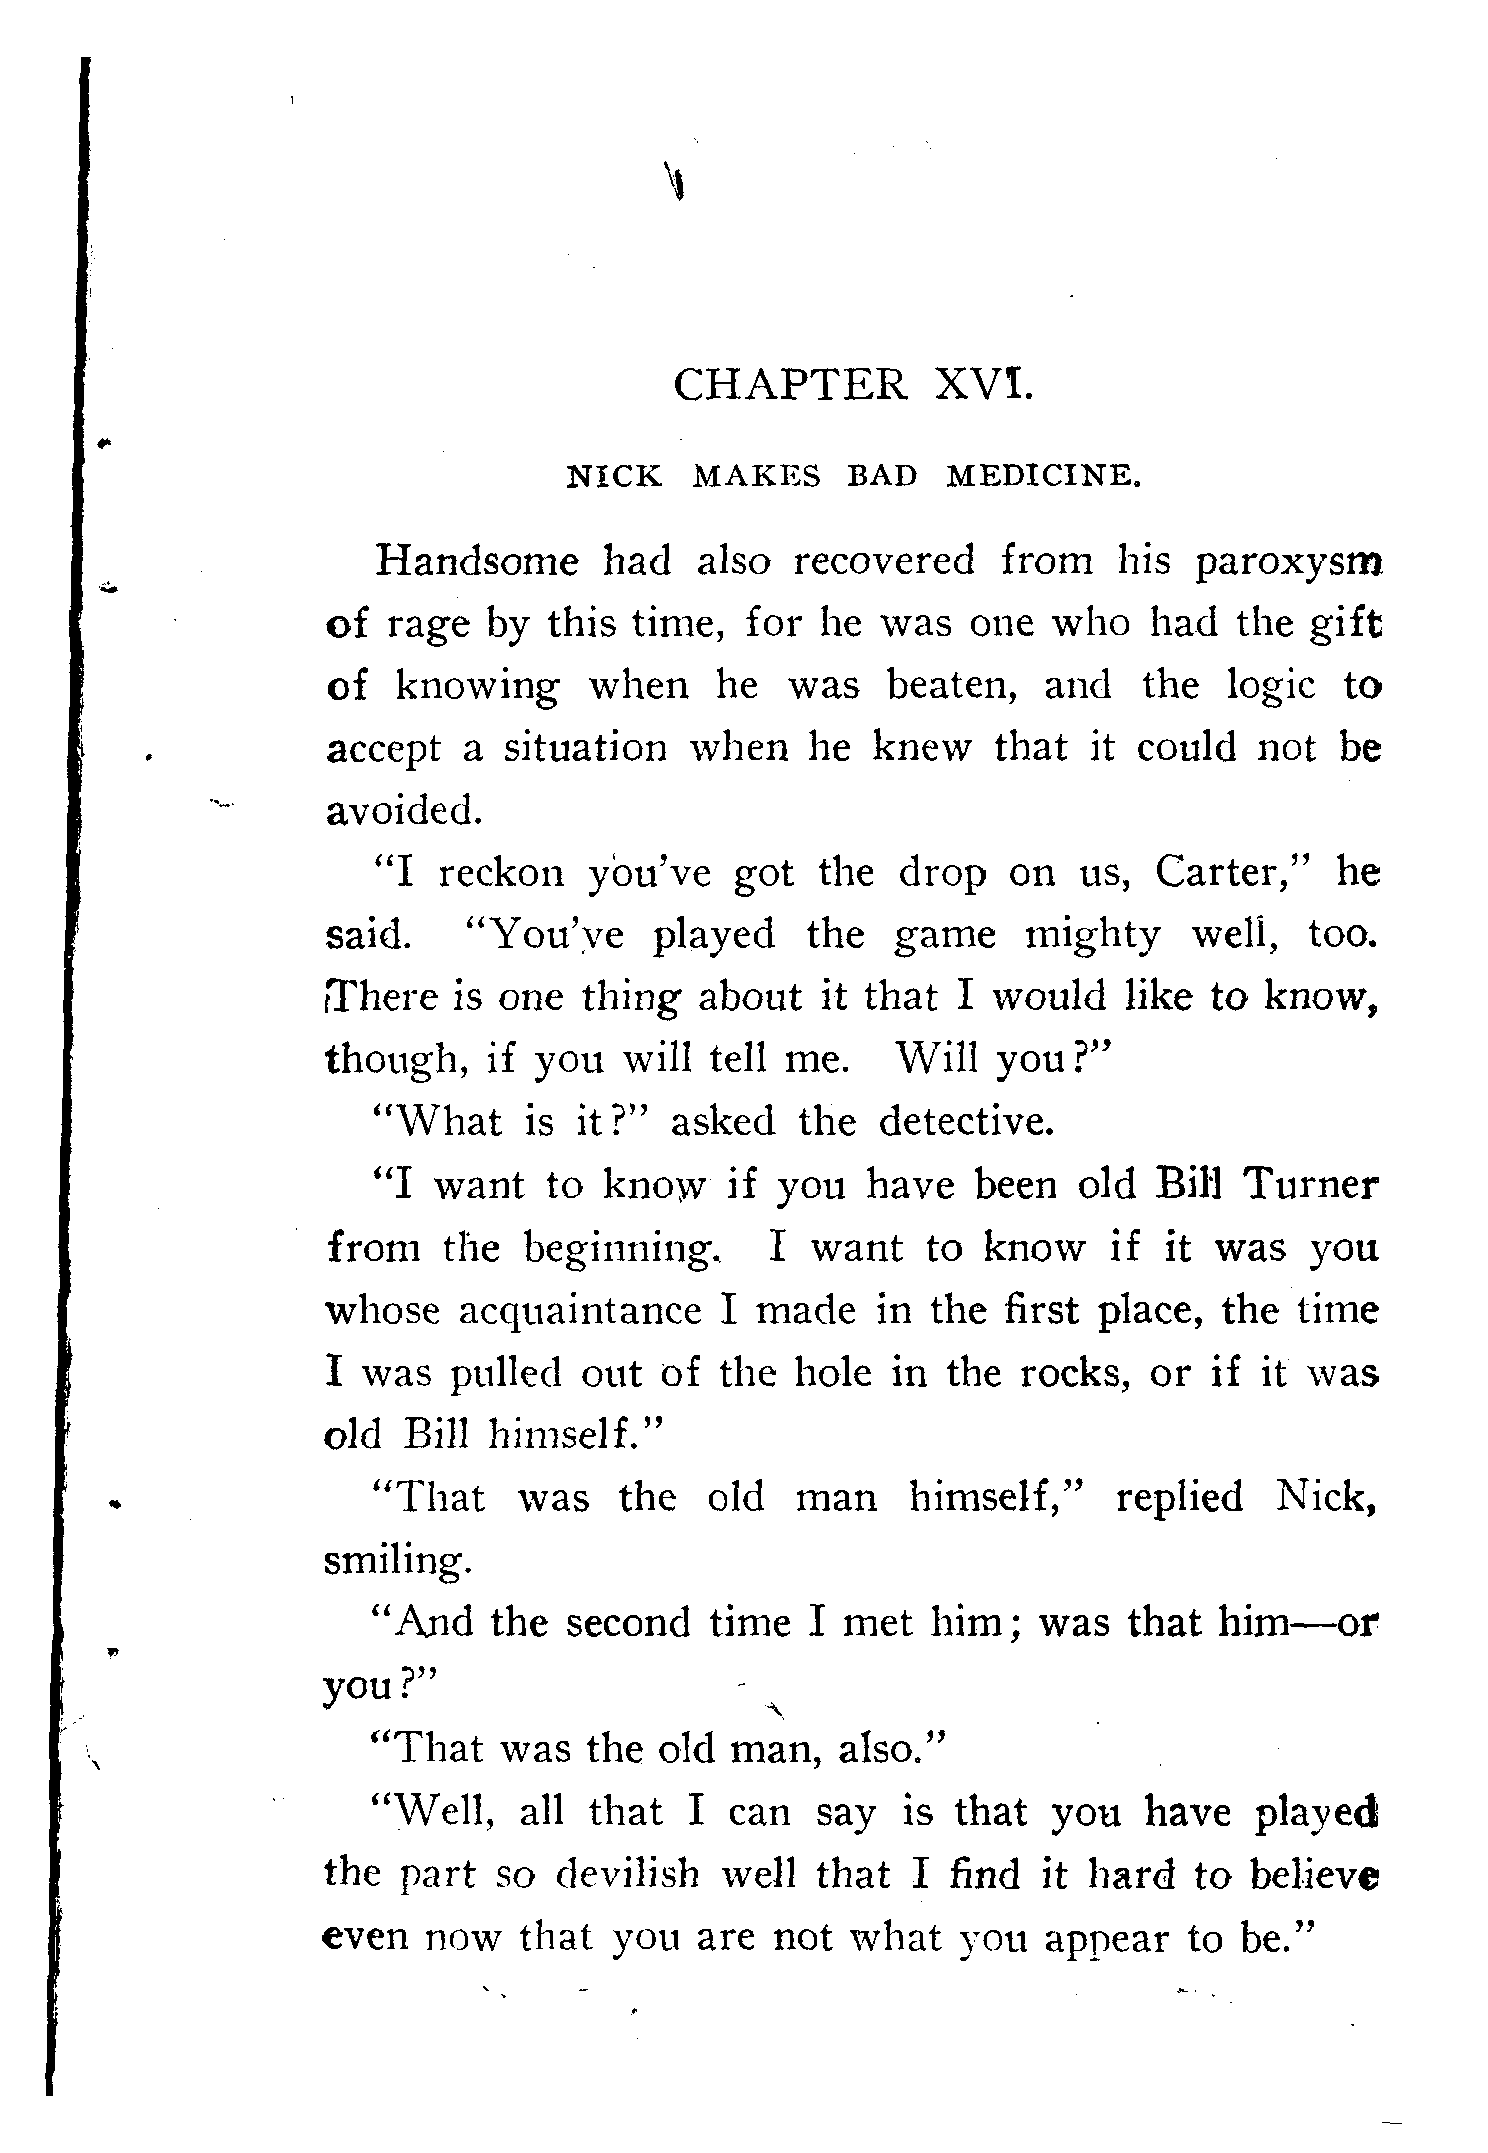 CHAPTER XVI.
NICK MAKES BAD MEDICINE.
Handsome had also recovered from his paroxysm
of rage by this time, for he was one who had the gift
of knowing when he was beaten, and the logic to
accept a situation when he knew that it could not be
avoided.
"I reckon you've got the drop on us, Carter," he
said. "You've played the game mighty well, too.
There is one thing about it that I would like to know,
though, if you will tell me. Will you?"
"What is it?" asked the detective.
"I want to know if you have been old Bill Turner
from the beginning. I want to know if it was you
whose acquaintance I made in the first place, the time
I was pulled out of the hole in the rocks, or if it was
old Bill himself."
"That was the old man himself," replied Nick,
smiling.
"And the second time I met him; was that him—or
you?"
"That was the old man, also."
"Well, all that I can say is that you have played
the part so devilish well that I find it hard to believe
even now that you are not what you appear to be."